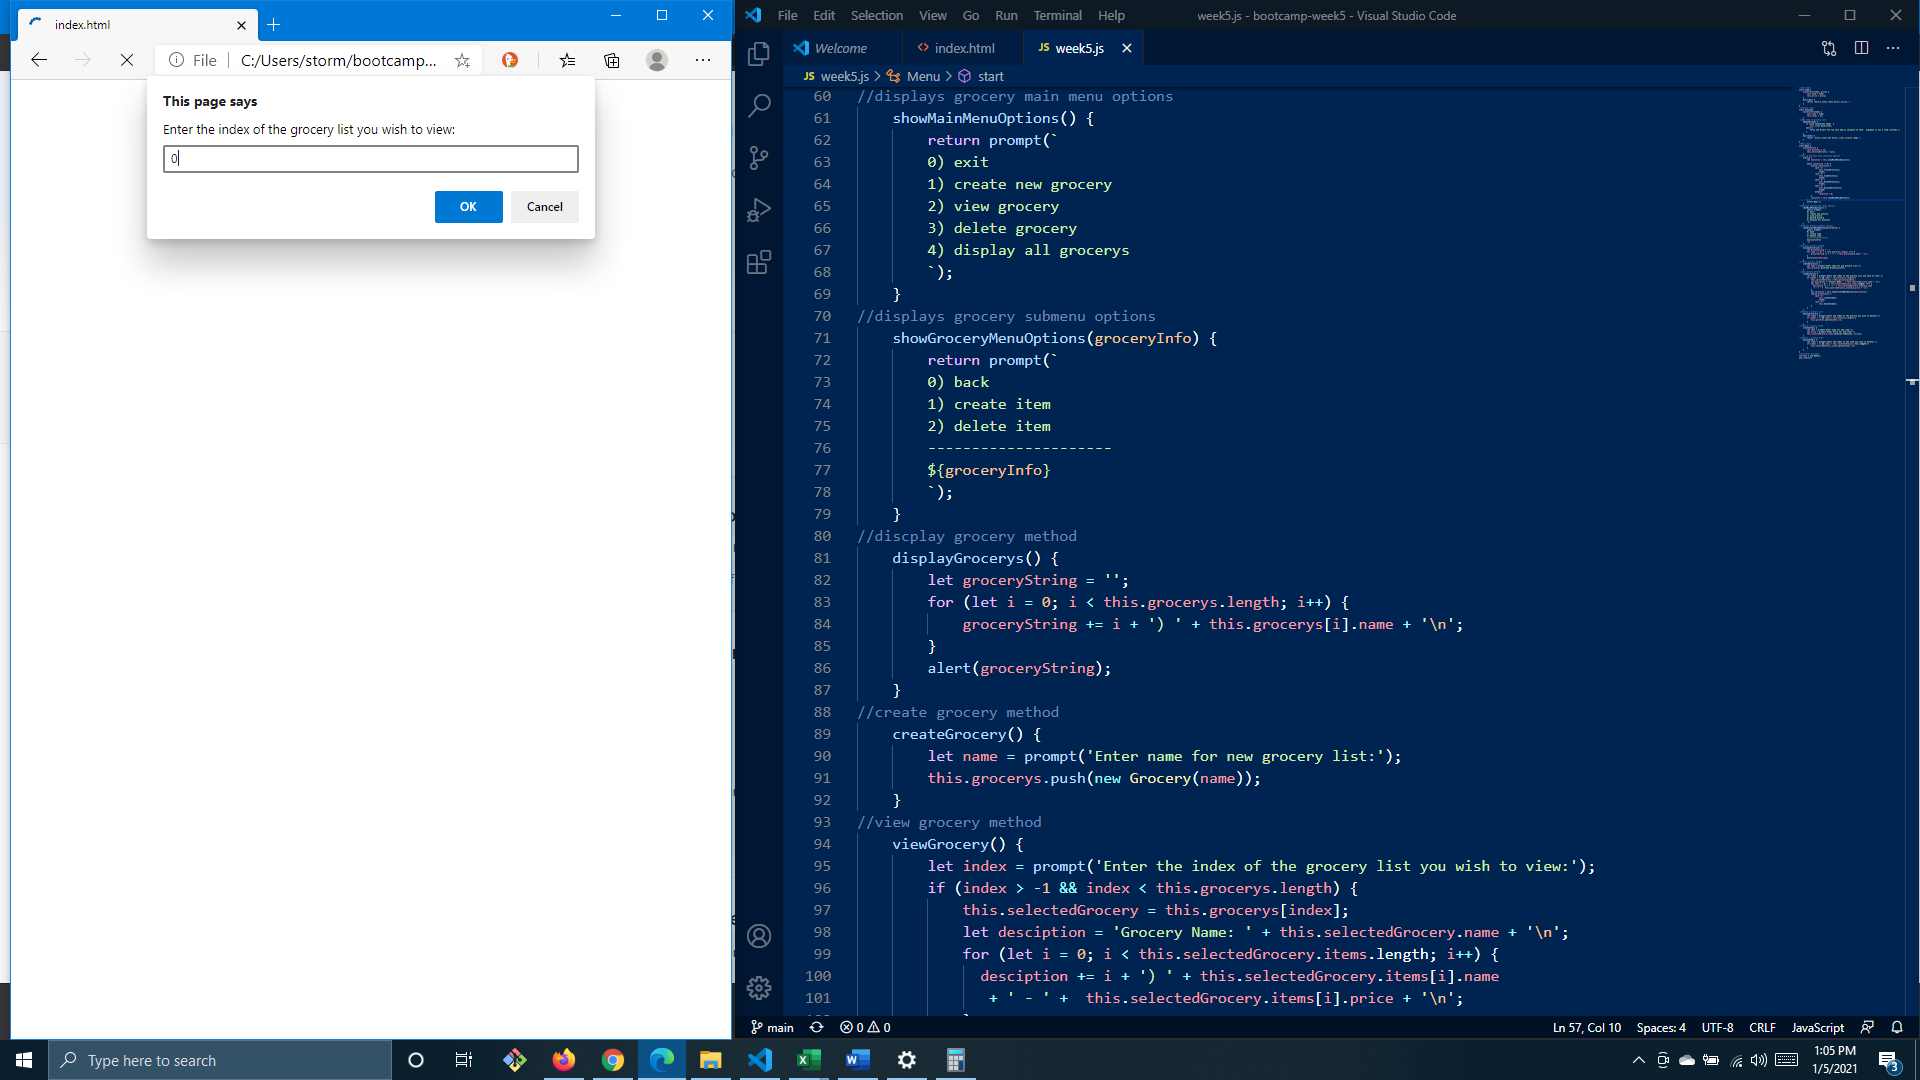 index.html
File
C:/Users/storm/bootcamp...
This page says
Enter the index of the grocery list you wish to view:
0
OK
Cancel
File Edit Selection View Go Run Terminal Help
week5.js - bootcamp-week5 - Visual Studio Code
Welcome
<> index.html
JS week5.js
JS week5.js > Menu > start
60 //displays grocery main menu options
61 showMainMenuOptions() {
62 return prompt(`
63 0) exit
64 1) create new grocery
65 2) view grocery
66 3) delete grocery
67 4) display all grocerys
68 `);
69 }
70 //displays grocery submenu options
71 showGroceryMenuOptions(groceryInfo) {
72 return prompt(`
73 0) back
74 1) create item
75 2) delete item
76 ---------------------
77 ${groceryInfo}
78 `);
79 }
80 //discplay grocery method
81 displayGrocerys() {
82 let groceryString = '';
83 for (let i = 0; i < this.grocerys.length; i++) {
84 groceryString += i + ') ' + this.grocerys[i].name + '\n';
85 }
86 alert(groceryString);
87 }
88 //create grocery method
89 createGrocery() {
90 let name = prompt('Enter name for new grocery list:');
91 this.grocerys.push(new Grocery(name));
92 }
93 //view grocery method
94 viewGrocery() {
95 let index = prompt('Enter the index of the grocery list you wish to view:');
96 if (index > -1 && index < this.grocerys.length) {
97 this.selectedGrocery = this.grocerys[index];
98 let desciption = 'Grocery Name: ' + this.selectedGrocery.name + '\n';
99 for (let i = 0; i < this.selectedGrocery.items.length; i++) {
100 desciption += i + ') ' + this.selectedGrocery.items[i].name
101 + ' - ' + this.selectedGrocery.items[i].price + '\n';
main
0 0
Ln 57, Col 10
Spaces: 4
UTF-8
CRLF
JavaScript
Type here to search
1:05 PM
1/5/2021
3